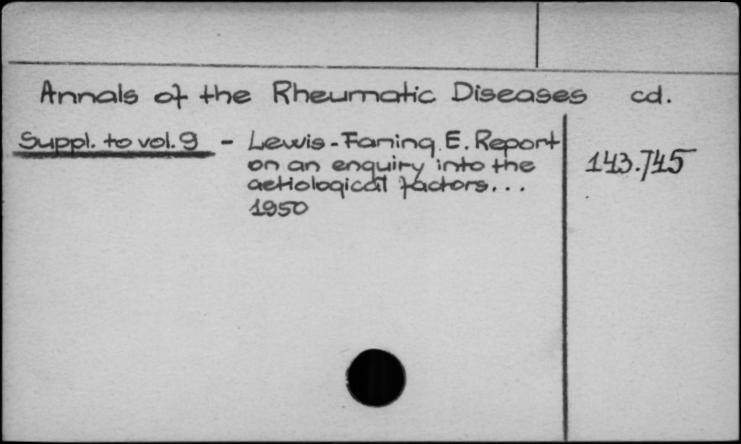 Annals of the Rheumatic Diseases cd.
Suppl. to vol. 9 - Lewis-Faning E. Report
on an enquiry into the
aetiological factors...
1950
143.745